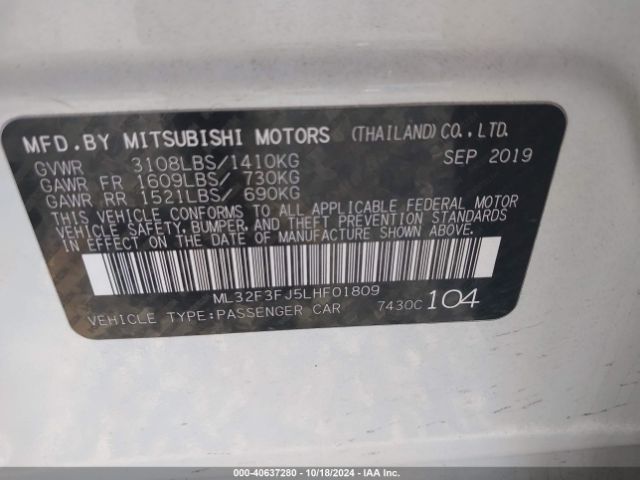 MFD.BY MITSUBISHI MOTORS (THAILAND)CO.,LTD.
GVWR 3108LBS/1410KG SEP 2019
GAWR FR 1609LBS/ 730KG
GAWR RR 1521LBS/ 690KG
THIS VEHICLE CONFORMS TO ALL APPLICABLE FEDERAL MOTOR
VEHICLE SAFETY, BUMPER, AND THEFT PREVENTION STANDARDS
IN EFFECT ON THE DATE OF MANUFACTURE SHOWN ABOVE.
ML32F3FJ5LHF01809
VEHICLE TYPE:PASSENGER CAR 7430C 104
000-40637280 - 10/18/2024 - IAA Inc.